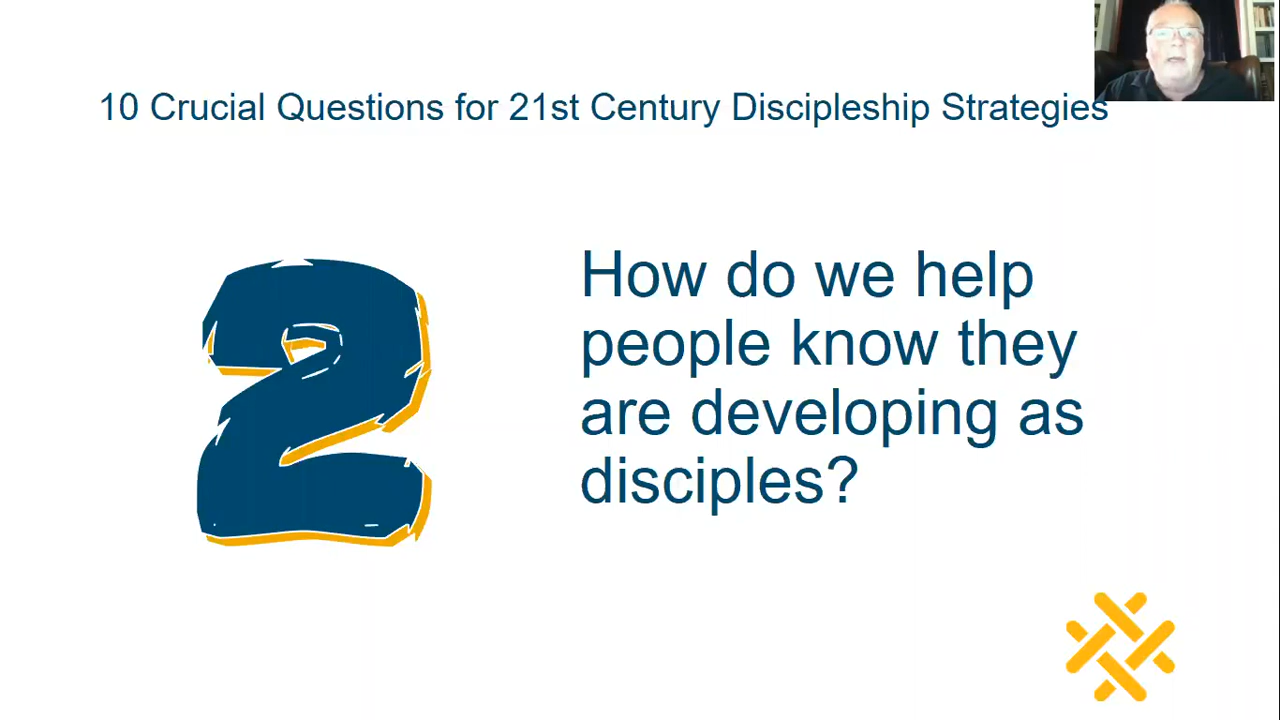 10 Crucial Questions for 21st Century Discipleship Strategies
2
How do we help
people know they
are developing as
disciples?